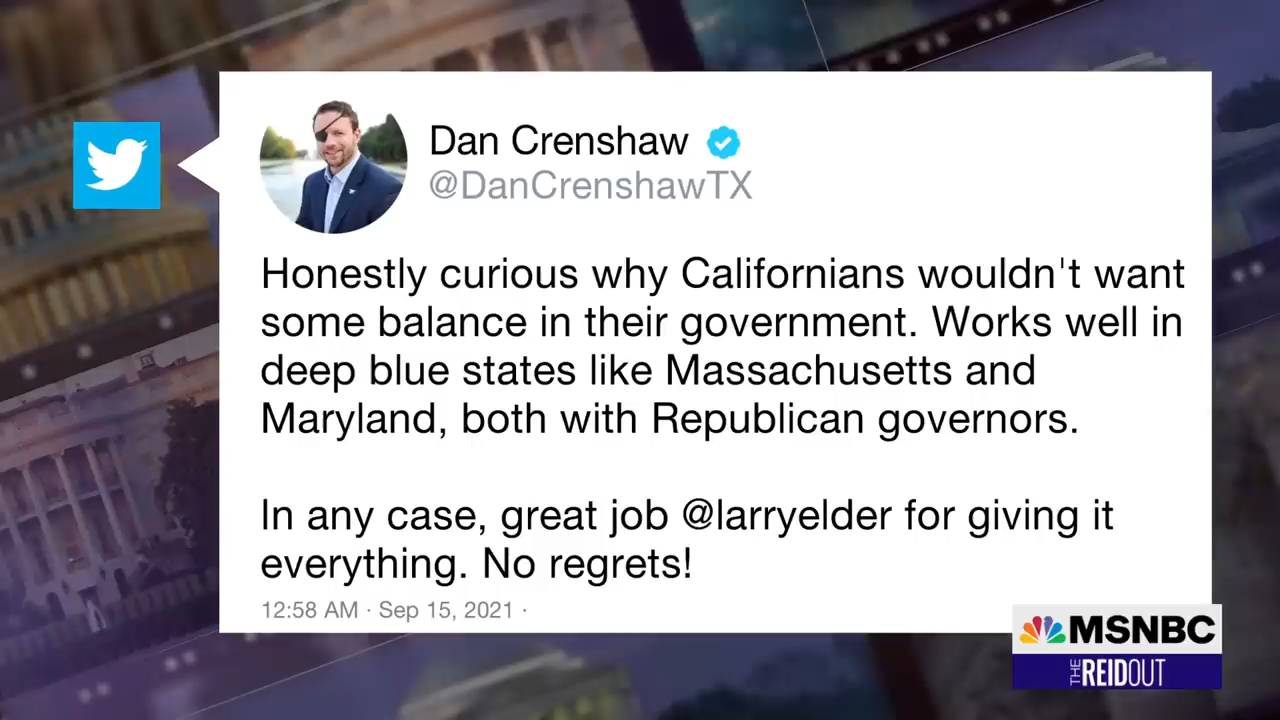 Dan Crenshaw
@DanCrenshawTX
Honestly curious why Californians wouldn't want
some balance in their government. Works well in
deep blue states like Massachusetts and
Maryland, both with Republican governors.
In any case, great job @larryelder for giving it
everything. No regrets!
12:58 AM · Sep 15, 2021 ·
MSNBC
THE REIDOUT